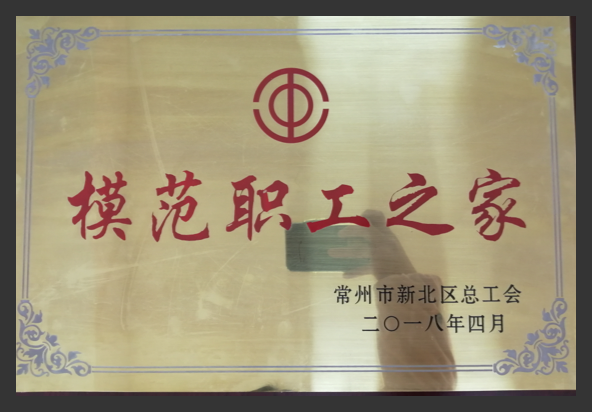 模范职工之家
常州市新北区总工会
二〇一八年四月